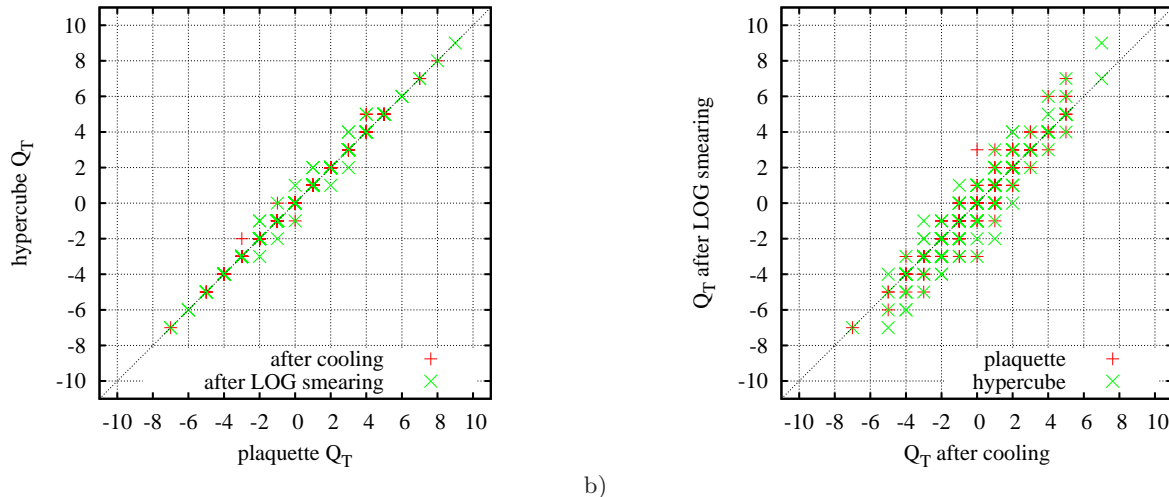 10
8
6
4
2
0
-2
-4
-6
-8
-10
hypercube Q_T
after cooling
after LOG smearing
-10 -8 -6 -4 -2 0 2 4 6 8 10
plaquette Q_T
10
8
6
4
2
0
-2
-4
-6
-8
-10
Q_T after LOG smearing
plaquette
hypercube
-10 -8 -6 -4 -2 0 2 4 6 8 10
Q_T after cooling
b)